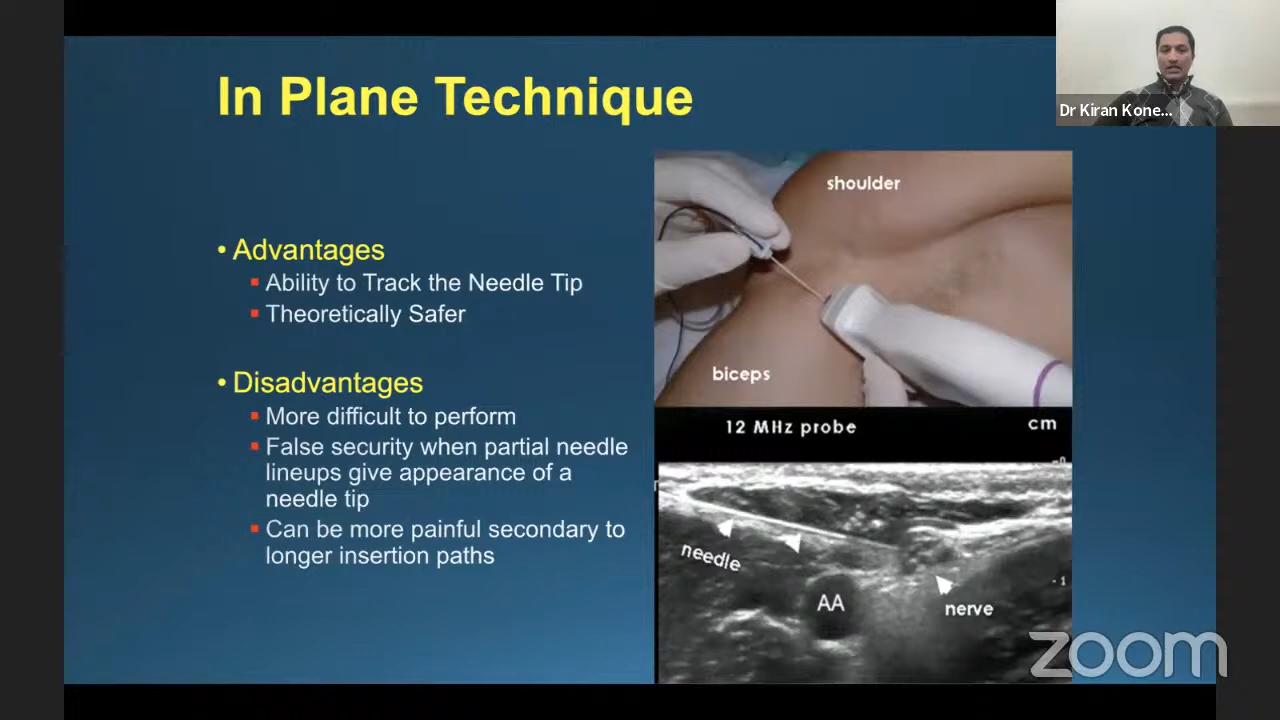 In Plane Technique
Dr Kiran Kone...
• Advantages
▪ Ability to Track the Needle Tip
▪ Theoretically Safer
• Disadvantages
▪ More difficult to perform
▪ False security when partial needle
lineups give appearance of a
needle tip
▪ Can be more painful secondary to
longer insertion paths
shoulder
biceps
12 MHz probe
cm
needle
AA
nerve
-1
zoom